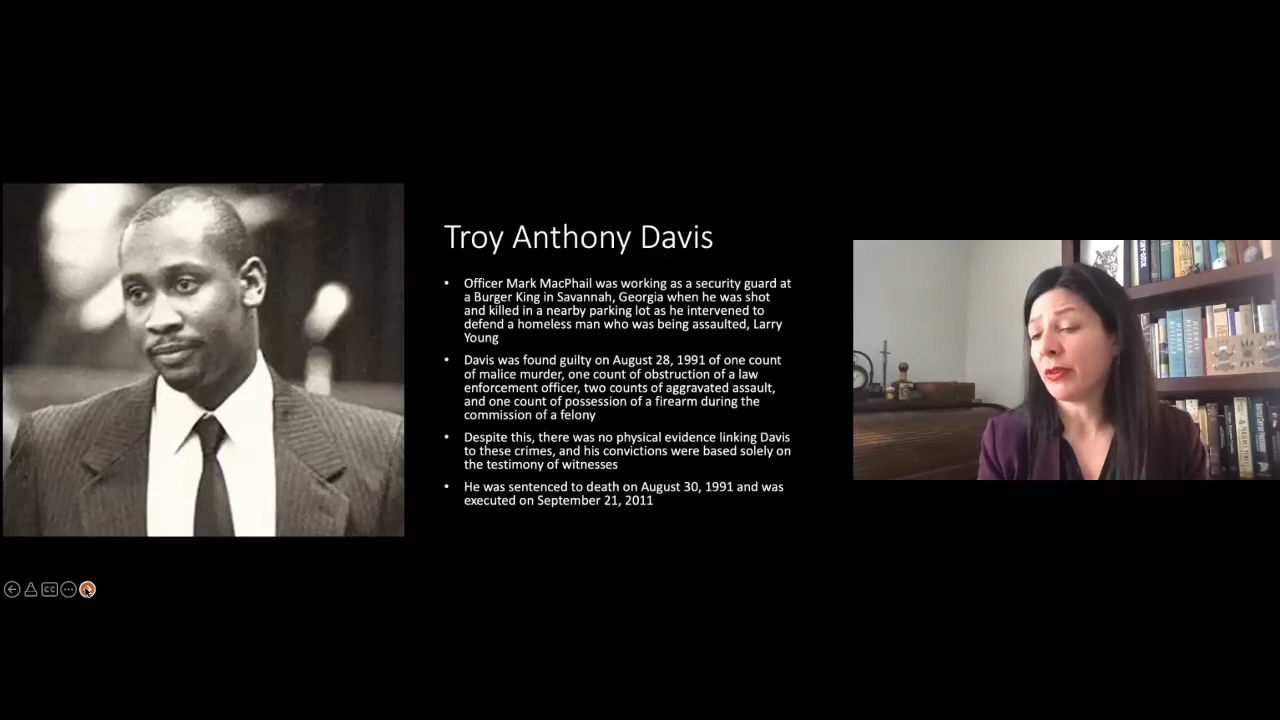 Troy Anthony Davis
• Officer Mark MacPhail was working as a security guard at
a Burger King in Savannah, Georgia when he was shot
and killed in a nearby parking lot as he intervened to
defend a homeless man who was being assaulted, Larry
Young
• Davis was found guilty on August 28, 1991 of one count
of malice murder, one count of obstruction of a law
enforcement officer, two counts of aggravated assault,
and one count of possession of a firearm during the
commission of a felony
• Despite this, there was no physical evidence linking Davis
to these crimes, and his convictions were based solely on
the testimony of witnesses
• He was sentenced to death on August 30, 1991 and was
executed on September 21, 2011
CC